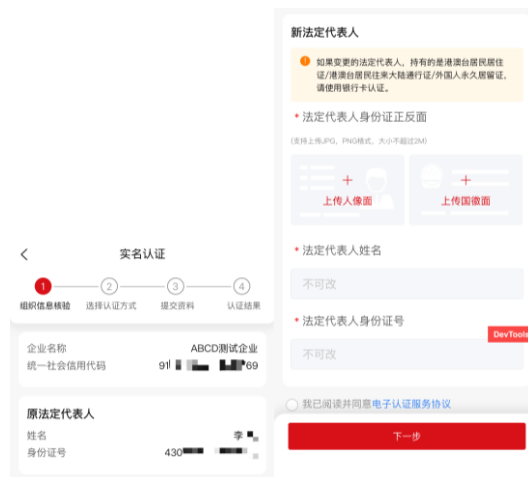 实名认证
1
2
3
4
组织信息核验
选择认证方式
提交资料
认证结果
企业名称
ABCD测试企业
统一社会信用代码
91
69
原法定代表人
姓名
李
身份证号
430
新法定代表人
如果变更的法定代表人，持有的是港澳台居民居住
证/港澳台居民往来大陆通行证/外国人永久居留证，
请使用银行卡认证。
* 法定代表人身份证正反面
(支持上传JPG，PNG格式，大小不超过2M)
上传人像面
上传国徽面
* 法定代表人姓名
不可改
* 法定代表人身份证号
DevTools
不可改
我已阅读并同意电子认证服务协议
下一步